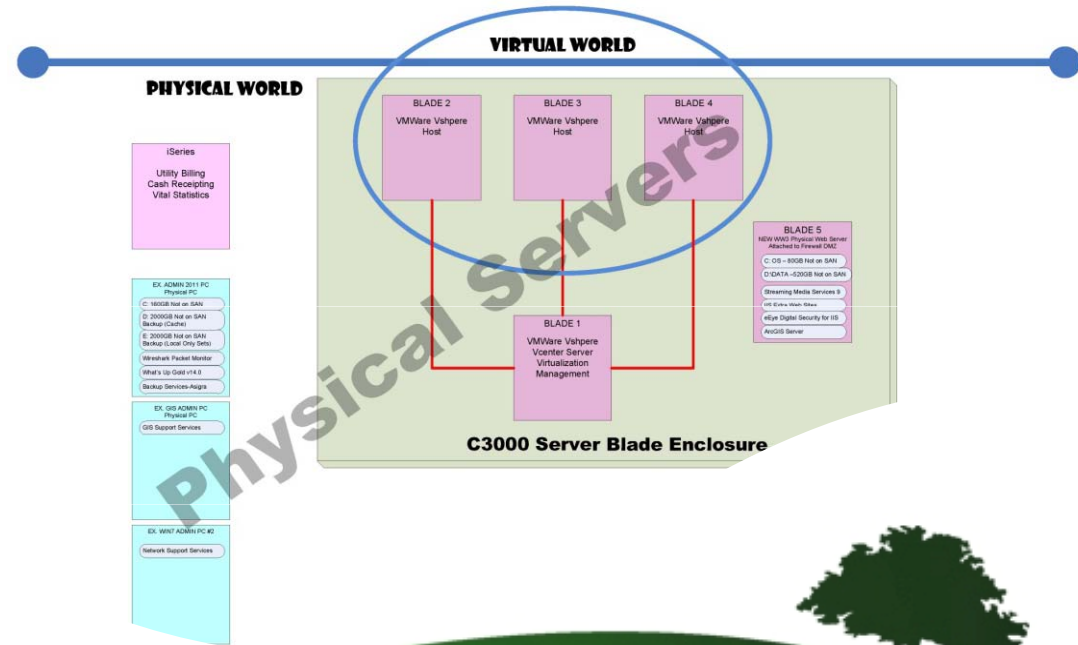 VIRTUAL WORLD
PHYSICAL WORLD
iSeries
Utility Billing
Cash Receipting
Vital Statistics
EX. ADMIN 2011 PC
Physical PC
C: 160GB Not on SAN
D: 2000GB Not on SAN
Backup (Cache)
E: 2000GB Not on SAN
Backup (Local Only Sets)
Wireshark Packet Monitor
What's Up Gold v14.0
Backup Services-Asigra
EX. GIS ADMIN PC
Physical PC
GIS Support Services
EX. WIN7 ADMIN PC #2
Network Support Services
BLADE 2
VMWare Vshpere
Host
BLADE 3
VMWare Vshpere
Host
BLADE 4
VMWare Vshpere
Host
BLADE 1
VMWare Vshpere
Vcenter Server
Virtualization
Management
BLADE 5
NEW WW3 Physical Web Server
Attached to Firewall DMZ
C: OS – 80GB Not on SAN
D:\DATA –520GB Not on SAN
Streaming Media Services 9
IIS Extra Web Sites
eEye Digital Security for IIS
ArcGIS Server
C3000 Server Blade Enclosure
Physical Servers